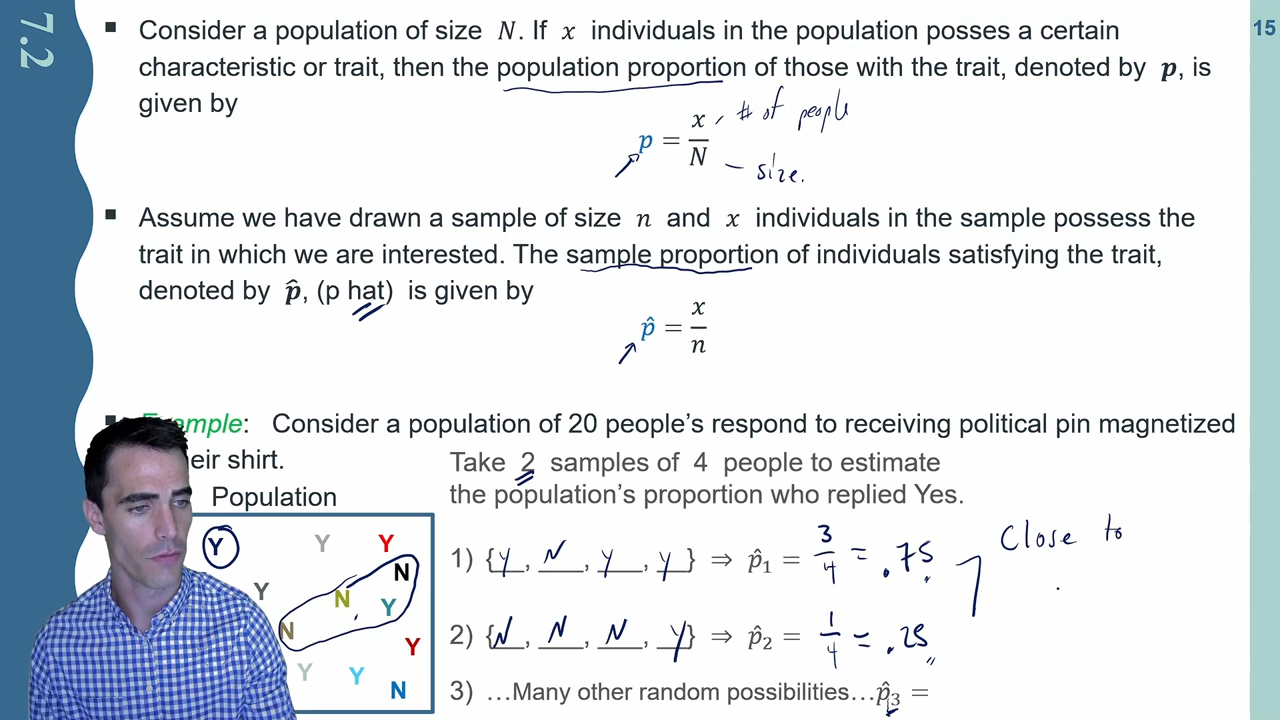 7.2
15
▪ Consider a population of size N. If x individuals in the population posses a certain
characteristic or trait, then the population proportion of those with the trait, denoted by p, is
given by
p = x/N
# of people
size.
▪ Assume we have drawn a sample of size n and x individuals in the sample possess the
trait in which we are interested. The sample proportion of individuals satisfying the trait,
denoted by p̂, (p hat) is given by
p̂ = x/n
ample: Consider a population of 20 people's respond to receiving political pin magnetized
eir shirt.
Take 2 samples of 4 people to estimate
the population's proportion who replied Yes.
Population
Y Y Y
N
Y N Y
N
Y
Y Y
N
1) {Y, N, Y, Y} ⇒ p̂₁ = 3/4 = .75
Close to
2) {N, N, N, Y} ⇒ p̂₂ = 1/4 = .25
3) …Many other random possibilities…p̂₃ =